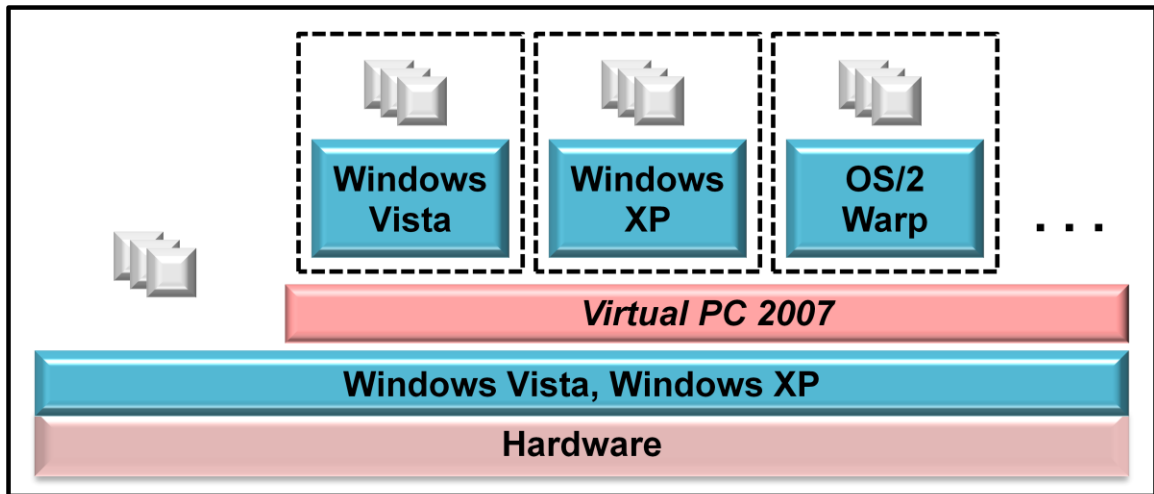 Windows
Vista
Windows
XP
OS/2
Warp
. . .
Virtual PC 2007
Windows Vista, Windows XP
Hardware